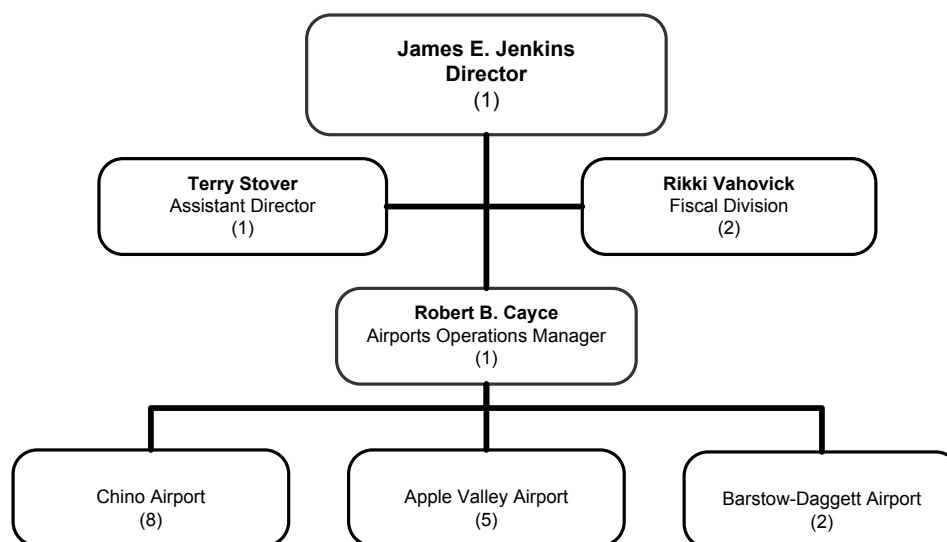 James E. Jenkins
Director
(1)
Terry Stover
Assistant Director
(1)
Rikki Vahovick
Fiscal Division
(2)
Robert B. Cayce
Airports Operations Manager
(1)
Chino Airport
(8)
Apple Valley Airport
(5)
Barstow-Daggett Airport
(2)